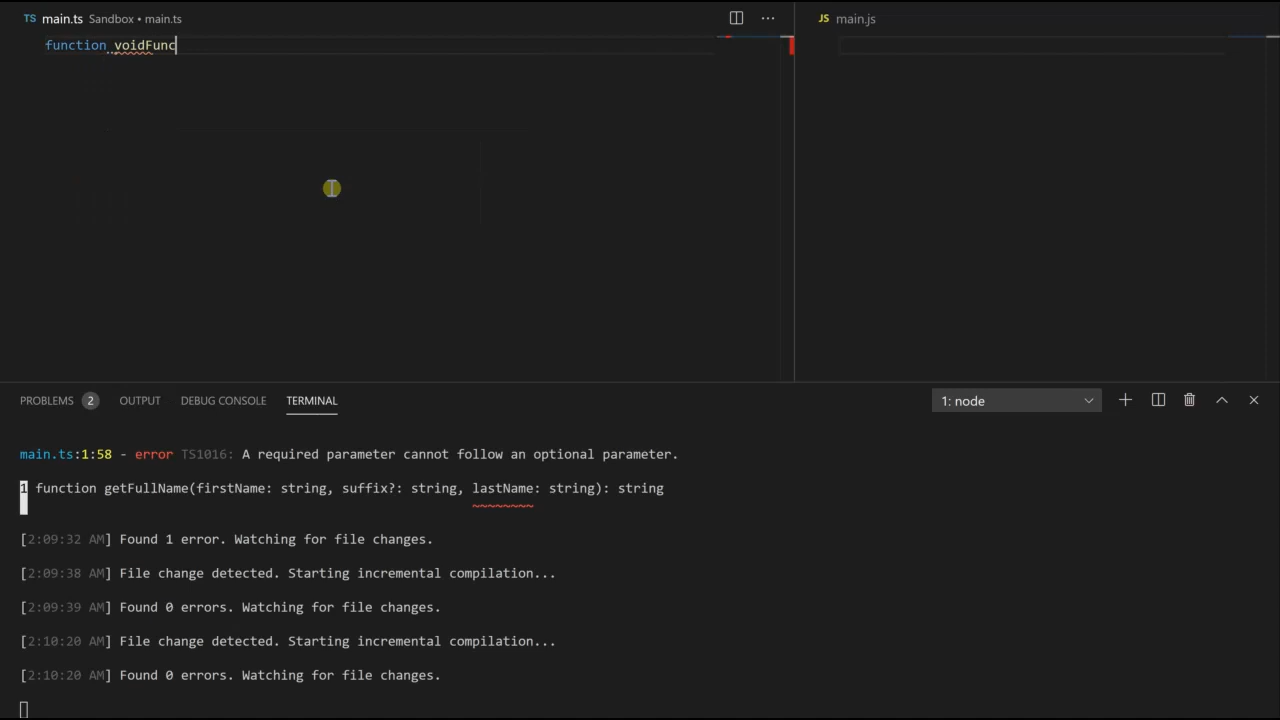 TS main.ts Sandbox • main.ts
JS main.js
function voidFunc
PROBLEMS 2 OUTPUT DEBUG CONSOLE TERMINAL
1: node
main.ts:1:58 - error TS1016: A required parameter cannot follow an optional parameter.
1 function getFullName(firstName: string, suffix?: string, lastName: string): string
~~~~~~~~
[2:09:32 AM] Found 1 error. Watching for file changes.
[2:09:38 AM] File change detected. Starting incremental compilation...
[2:09:39 AM] Found 0 errors. Watching for file changes.
[2:10:20 AM] File change detected. Starting incremental compilation...
[2:10:20 AM] Found 0 errors. Watching for file changes.